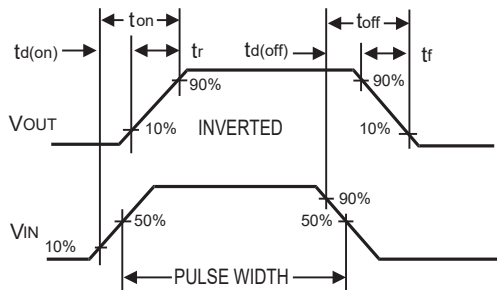 ton toff
td(on) tr td(off) tf
90% 90%
VOUT 10% INVERTED 10%
90%
50% 50%
VIN 10%
PULSE WIDTH